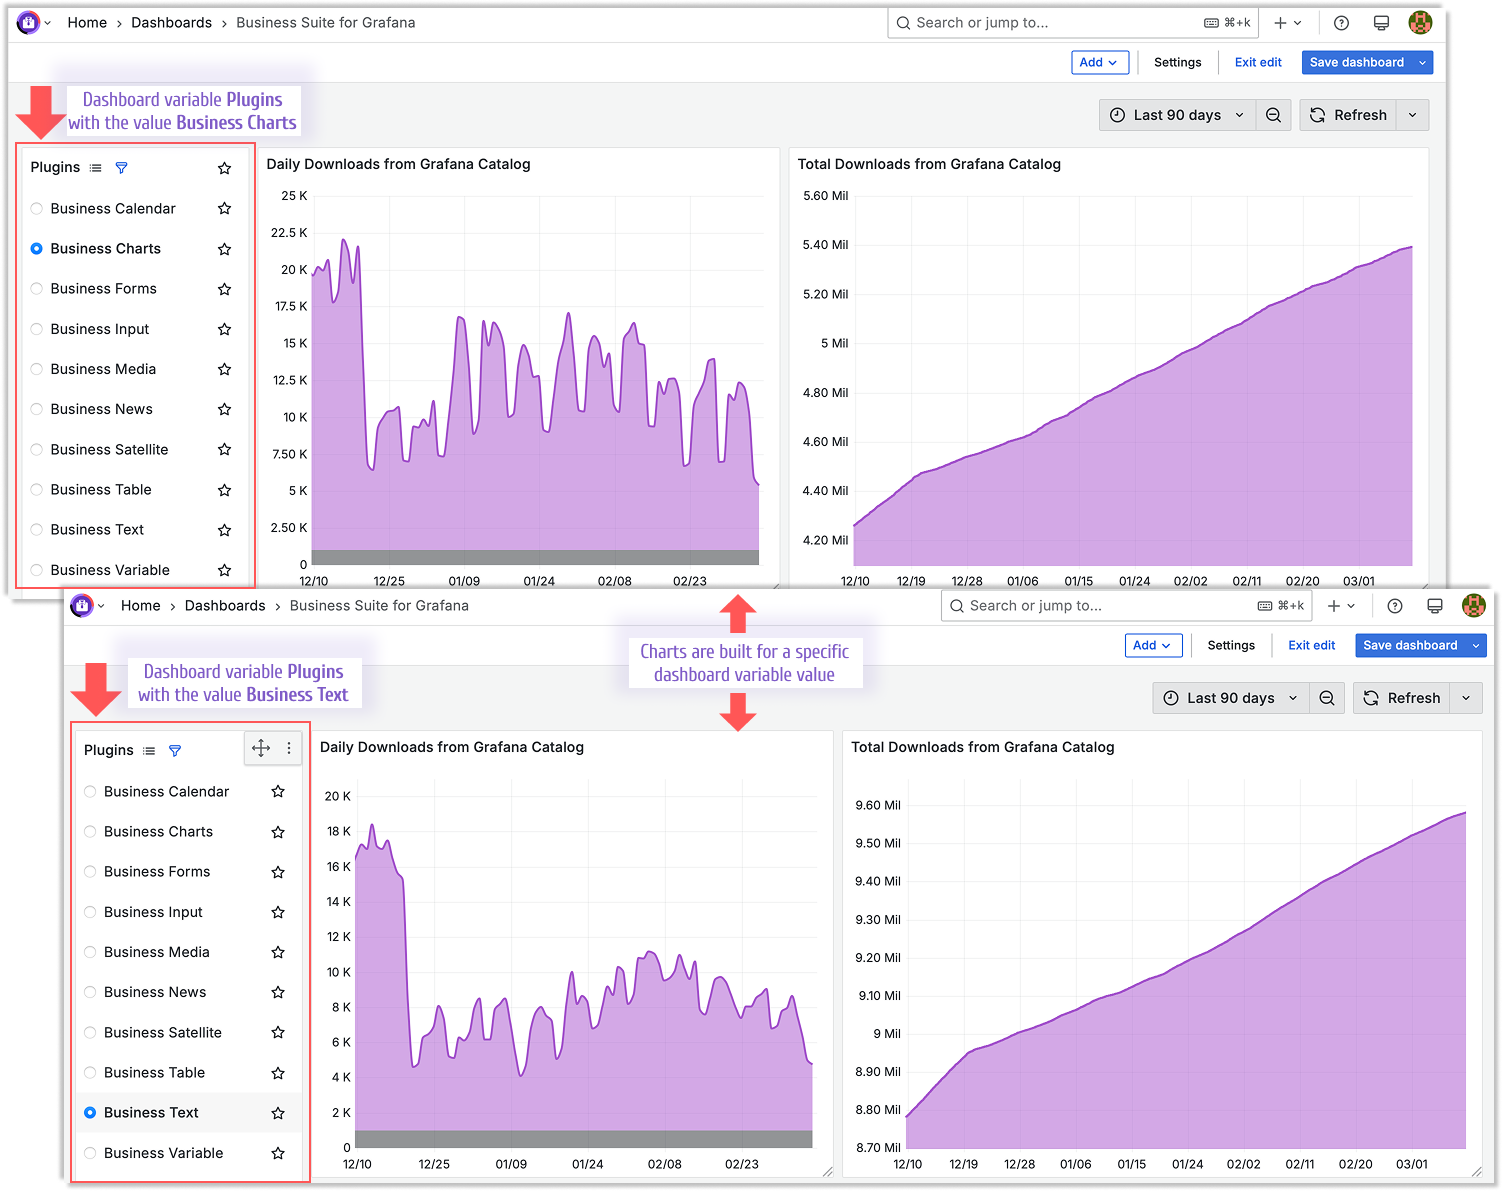 Home > Dashboards > Business Suite for Grafana
Search or jump to... ⌘+k
Add Settings Exit edit Save dashboard
Dashboard variable Plugins
with the value Business Charts
Last 90 days Refresh
Plugins
Business Calendar
Business Charts
Business Forms
Business Input
Business Media
Business News
Business Satellite
Business Table
Business Text
Business Variable
Daily Downloads from Grafana Catalog
25 K
22.5 K
20 K
17.5 K
15 K
12.5 K
10 K
7.50 K
5 K
2.50 K
0
12/10 12/25 01/09 01/24 02/08 02/23
Total Downloads from Grafana Catalog
5.60 Mil
5.40 Mil
5.20 Mil
5 Mil
4.80 Mil
4.60 Mil
4.40 Mil
4.20 Mil
12/10 12/19 12/28 01/06 01/15 01/24 02/02 02/11 02/20 03/01
Home > Dashboards > Business Suite for Grafana
Search or jump to... ⌘+k
Add Settings Exit edit Save dashboard
Dashboard variable Plugins
with the value Business Text
Charts are built for a specific
dashboard variable value
Last 90 days Refresh
Plugins
Business Calendar
Business Charts
Business Forms
Business Input
Business Media
Business News
Business Satellite
Business Table
Business Text
Business Variable
Daily Downloads from Grafana Catalog
20 K
18 K
16 K
14 K
12 K
10 K
8 K
6 K
4 K
2 K
0
12/10 12/25 01/09 01/24 02/08 02/23
Total Downloads from Grafana Catalog
9.60 Mil
9.50 Mil
9.40 Mil
9.30 Mil
9.20 Mil
9.10 Mil
9 Mil
8.90 Mil
8.80 Mil
8.70 Mil
12/10 12/19 12/28 01/06 01/15 01/24 02/02 02/11 02/20 03/01